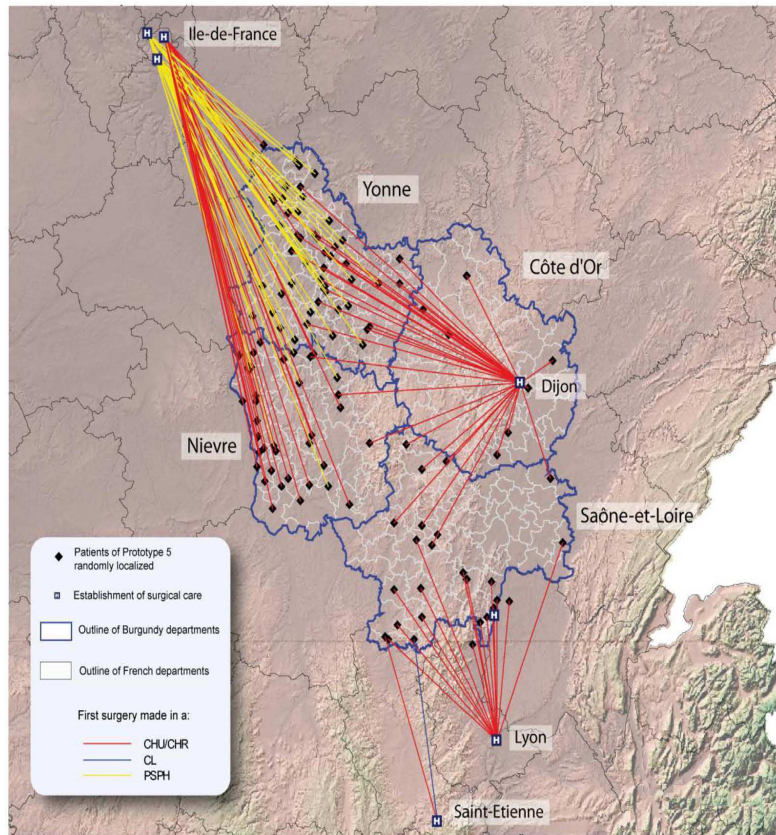 Ile-de-France
Yonne
Côte d'Or
Dijon
Nievre
Saône-et-Loire
Patients of Prototype 5
randomly localized
Establishment of surgical care
Outline of Burgundy departments
Outline of French departments
First surgery made in a:
CHU/CHR
CL
PSPH
Lyon
Saint-Etienne
H
H
H
H
H
H
H
H